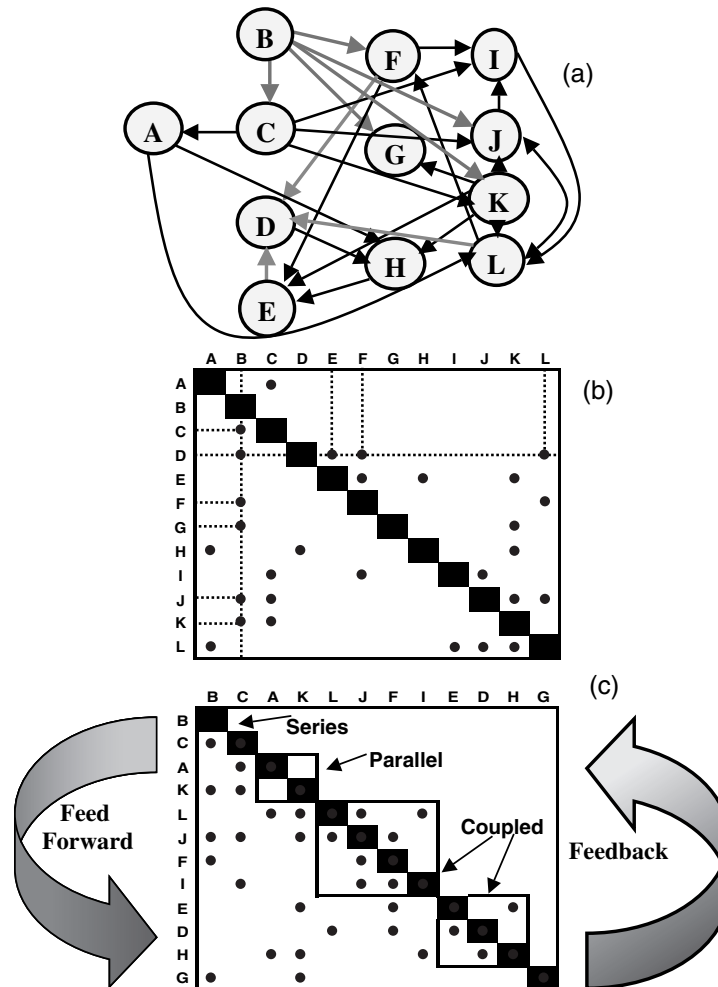 B
F
I
(a)
A
C
J
G
K
D
H
L
E
A B C D E F G H I J K L
A
(b)
B
C
D
E
F
G
H
I
J
K
L
(c)
B C A K L J F I E D H G
B
Series
C
A
Parallel
K
Feed
Forward
L
Coupled
J
Feedback
F
I
E
D
H
G